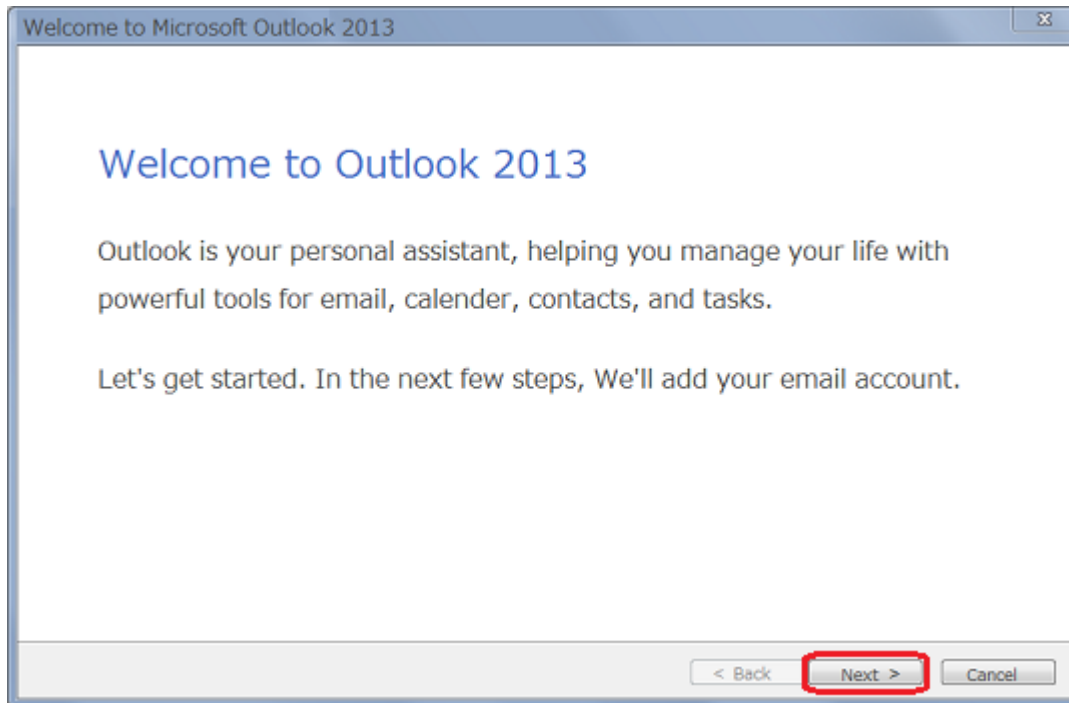 Welcome to Microsoft Outlook 2013
Welcome to Outlook 2013
Outlook is your personal assistant, helping you manage your life with
powerful tools for email, calender, contacts, and tasks.
Let's get started. In the next few steps, We'll add your email account.
< Back Next > Cancel